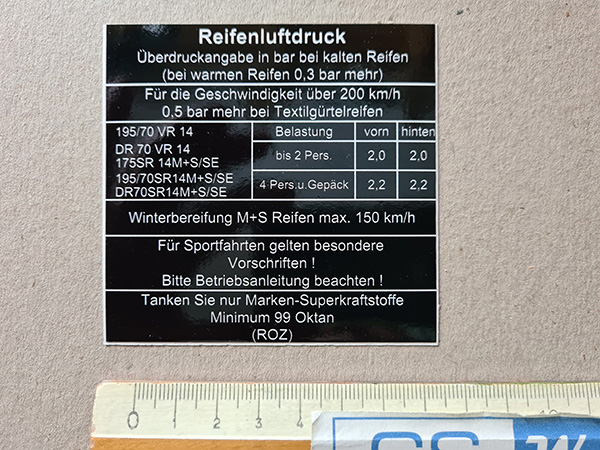 Reifenluftdruck
Überdruckangabe in bar bei kalten Reifen
(bei warmen Reifen 0,3 bar mehr)
Für die Geschwindigkeit über 200 km/h
0,5 bar mehr bei Textilgürtelreifen
195/70 VR 14
DR 70 VR 14
175SR 14M+S/SE
195/70SR14M+S/SE
DR70SR14M+S/SE
Belastung vorn hinten
bis 2 Pers. 2,0 2,0
4 Pers.u.Gepäck 2,2 2,2
Winterbereifung M+S Reifen max. 150 km/h
Für Sportfahrten gelten besondere
Vorschriften !
Bitte Betriebsanleitung beachten !
Tanken Sie nur Marken-Superkraftstoffe
Minimum 99 Oktan
(ROZ)
0 1 2 3 4